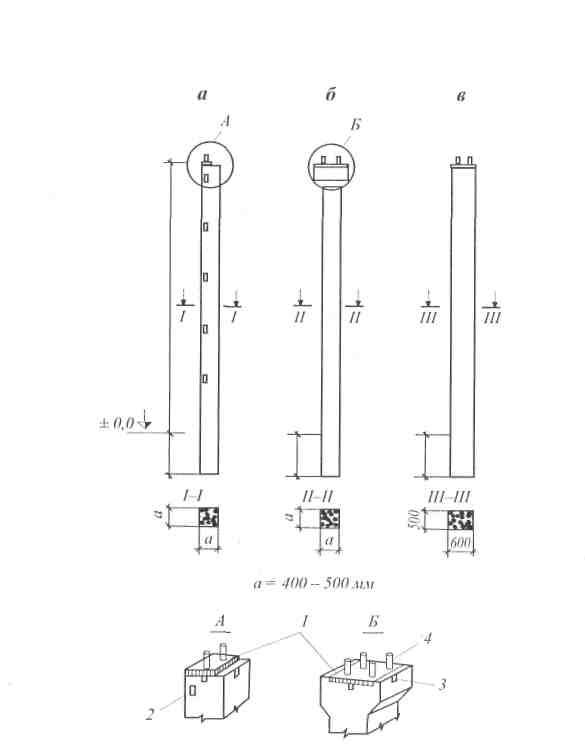 а б в
А Б
I I II II III III
± 0,0
I–I II–II III–III
а а 500
а а 600
а = 400 – 500 мм
А 1 Б 4
2 3